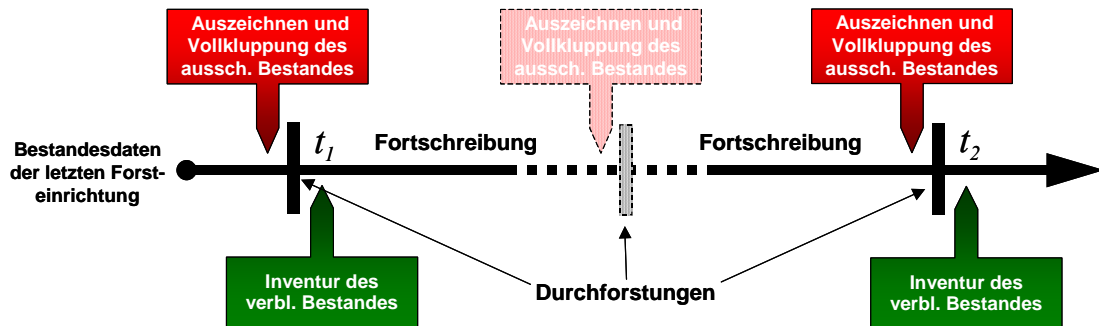 Auszeichnen und
Vollkluppung des
aussch. Bestandes
Auszeichnen und
Vollkluppung des
aussch. Bestandes
Auszeichnen und
Vollkluppung des
aussch. Bestandes
Bestandesdaten
der letzten Forst-
einrichtung
t1
Fortschreibung
Fortschreibung
t2
Inventur des
verbl. Bestandes
Durchforstungen
Inventur des
verbl. Bestandes